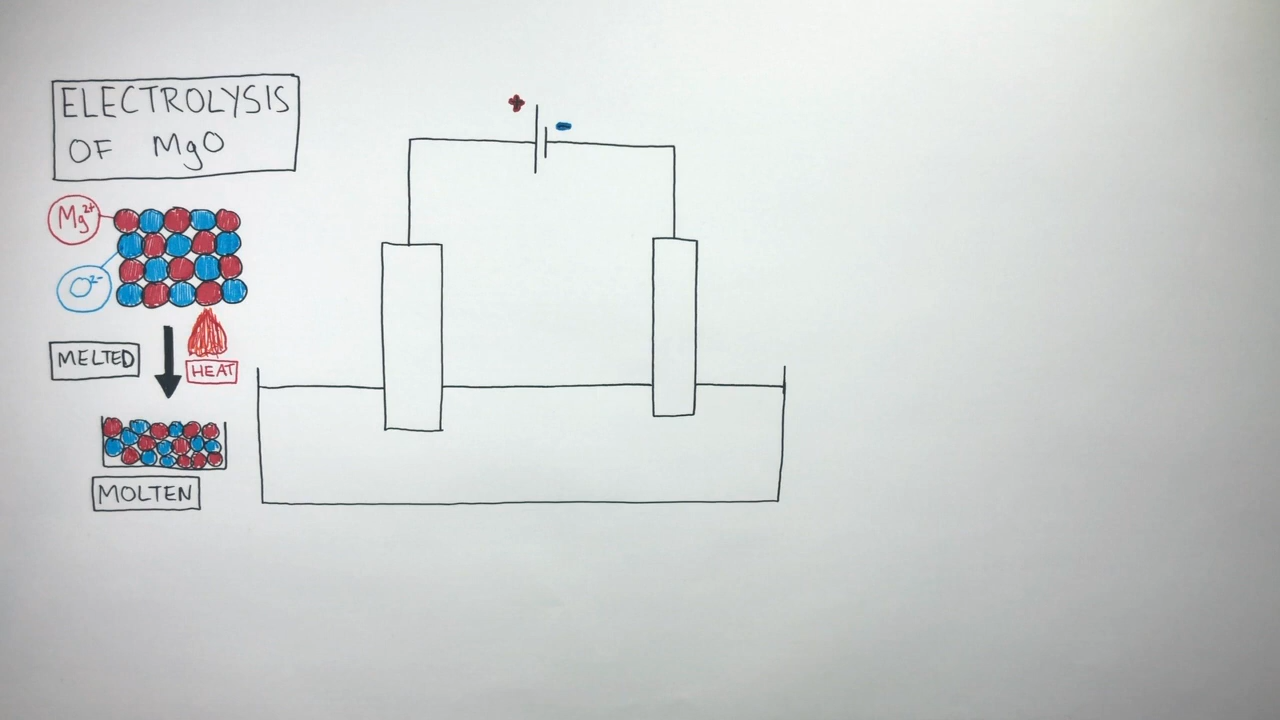 ELECTROLYSIS
OF MgO
Mg²⁺
O²⁻
MELTED
HEAT
MOLTEN
+
-